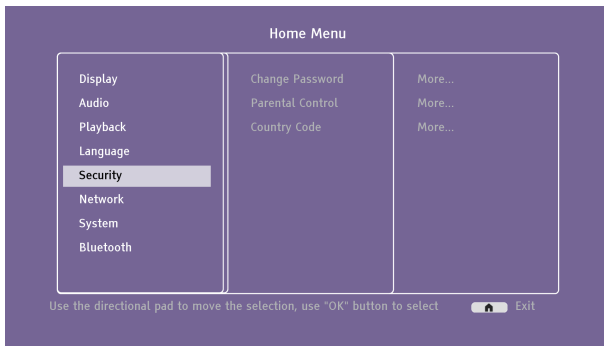 Home Menu
Display
Audio
Playback
Language
Security
Network
System
Bluetooth
Change Password
Parental Control
Country Code
More...
More...
More...
Use the directional pad to move the selection, use "OK" button to select
Exit